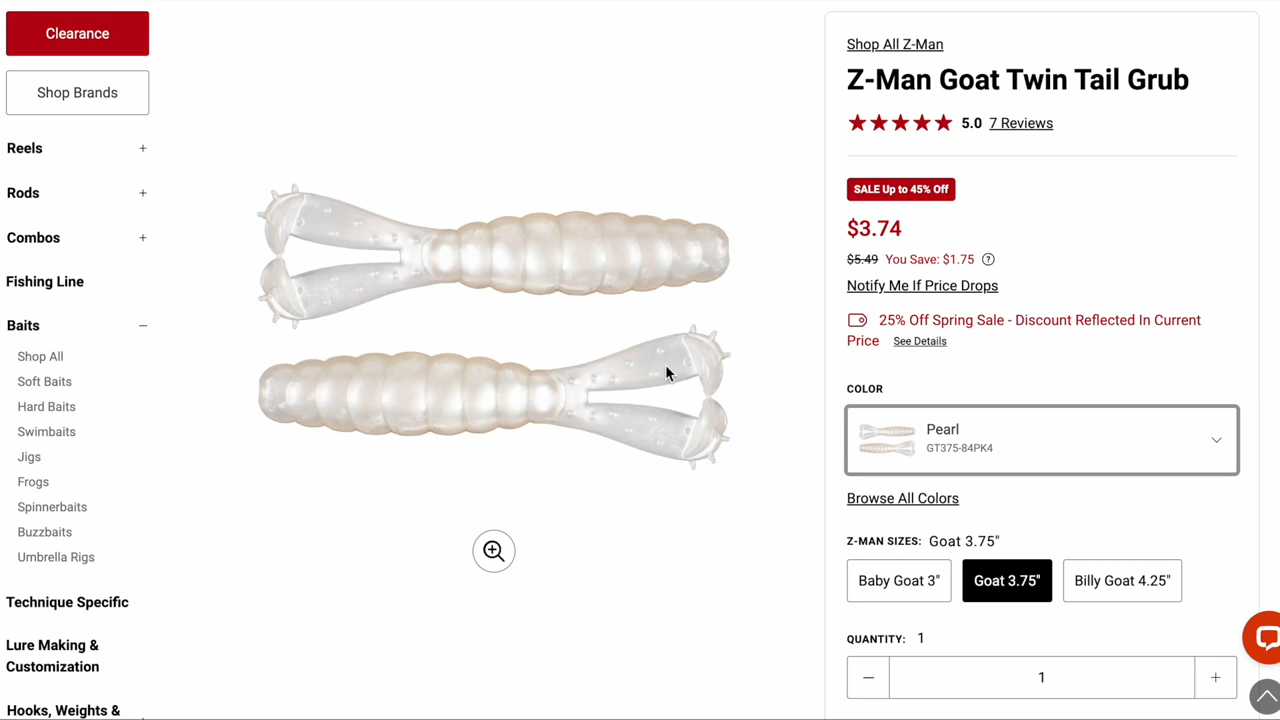 Clearance
Shop Brands
Reels
Rods
Combos
Fishing Line
Baits
Shop All
Soft Baits
Hard Baits
Swimbaits
Jigs
Frogs
Spinnerbaits
Buzzbaits
Umbrella Rigs
Technique Specific
Lure Making &
Customization
Hooks, Weights &
Shop All Z-Man
Z-Man Goat Twin Tail Grub
5.0 7 Reviews
SALE Up to 45% Off
$3.74
$5.49 You Save: $1.75
Notify Me If Price Drops
25% Off Spring Sale - Discount Reflected In Current
Price See Details
COLOR
Pearl
GT375-84PK4
Browse All Colors
Z-MAN SIZES: Goat 3.75"
Baby Goat 3" Goat 3.75" Billy Goat 4.25"
QUANTITY: 1
1